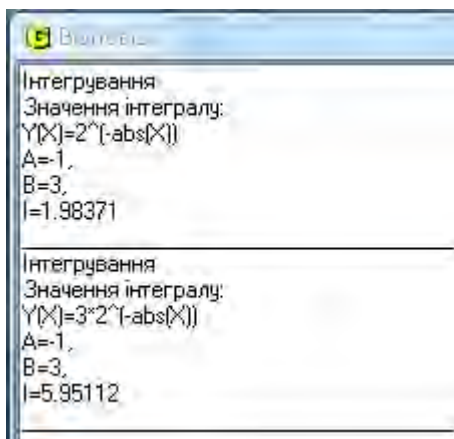 Інтегрування
Значення інтегралу:
Y(X)=2^(-abs(X))
A=-1,
B=3,
I=1.98371
Інтегрування
Значення інтегралу:
Y(X)=3*2^(-abs(X))
A=-1,
B=3,
I=5.95112